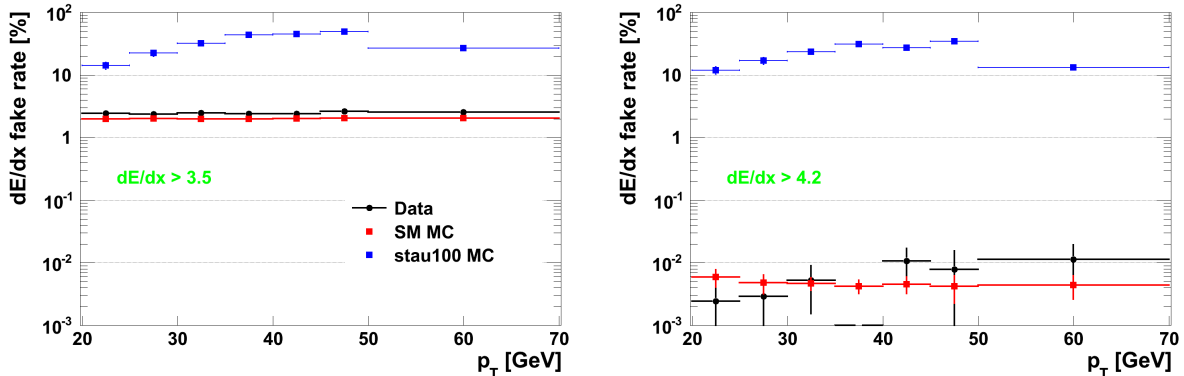 dE/dx fake rate [%]
10²
10
1
10⁻¹
10⁻²
10⁻³
dE/dx > 3.5
Data
SM MC
stau100 MC
20 30 40 50 60 70
p_T [GeV]
dE/dx fake rate [%]
10²
10
1
10⁻¹
10⁻²
10⁻³
dE/dx > 4.2
20 30 40 50 60 70
p_T [GeV]